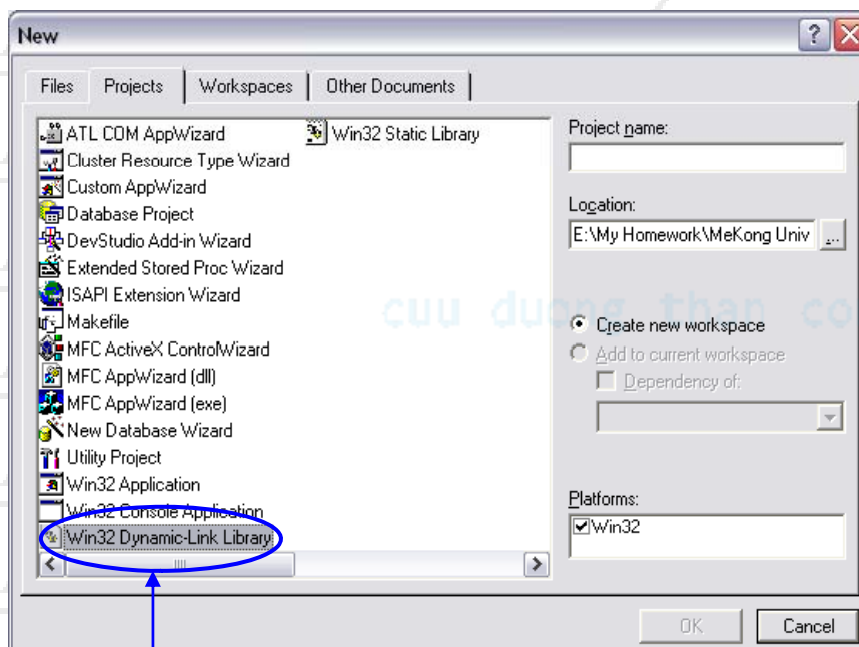 New
Files Projects Workspaces Other Documents
ATL COM AppWizard
Cluster Resource Type Wizard
Custom AppWizard
Database Project
DevStudio Add-in Wizard
Extended Stored Proc Wizard
ISAPI Extension Wizard
Makefile
MFC ActiveX ControlWizard
MFC AppWizard (dll)
MFC AppWizard (exe)
New Database Wizard
Utility Project
Win32 Application
Win32 Console Application
Win32 Dynamic-Link Library
Win32 Static Library
Project name:
Location:
E:\My Homework\MeKong Univ ...
Create new workspace
Add to current workspace
Dependency of:
Platforms:
Win32
OK Cancel
cuu duong than co